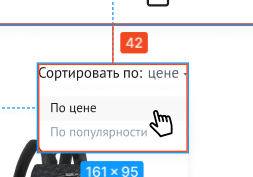 42
Сортировать по: цене
По цене
По популярности
161 × 95